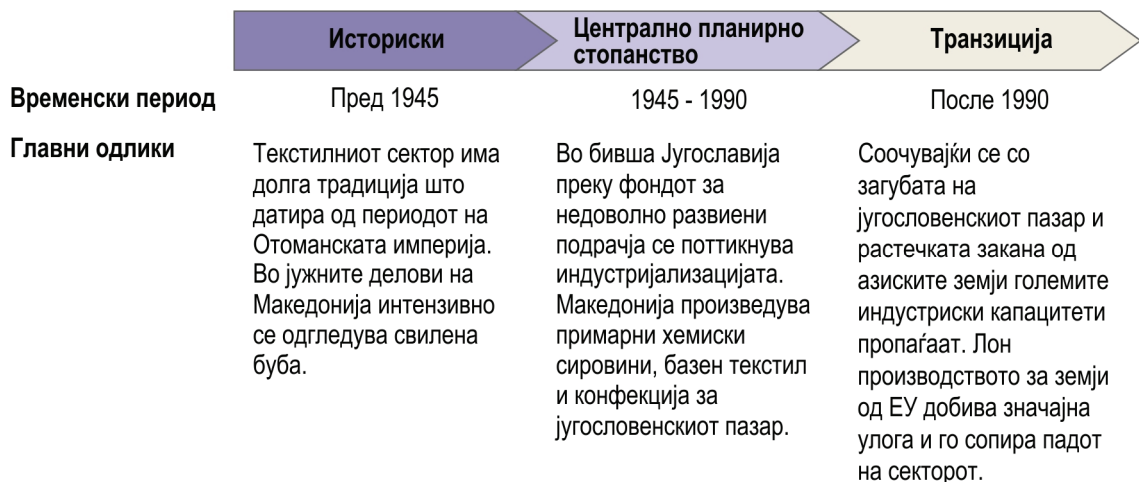 Историски
Централно планирно
стопанство
Транзиција
Временски период
Пред 1945
1945 - 1990
После 1990
Главни одлики
Текстилниот сектор има
долга традиција што
датира од периодот на
Отоманската империја.
Во јужните делови на
Македонија интензивно
се одгледува свилена
буба.
Во бивша Југославија
преку фондот за
недоволно развиени
подрачја се поттикнува
индустријализацијата.
Македонија произведува
примарни хемиски
сировини, базен текстил
и конфекција за
југословенскиот пазар.
Соочувајќи се со
загубата на
југословенскиот пазар и
растечката закана од
азиските земји големите
индустриски капацитети
пропаѓаат. Лон
производството за земји
од ЕУ добива значајна
улога и го сопира падот
на секторот.